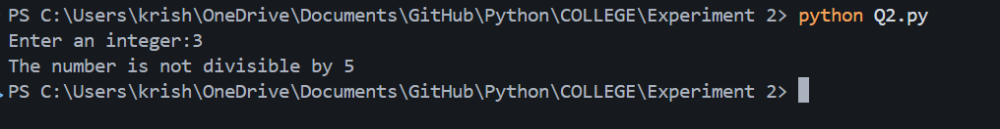 PS C:\Users\krish\OneDrive\Documents\GitHub\Python\COLLEGE\Experiment 2> python Q2.py
Enter an integer:3
The number is not divisible by 5
PS C:\Users\krish\OneDrive\Documents\GitHub\Python\COLLEGE\Experiment 2>